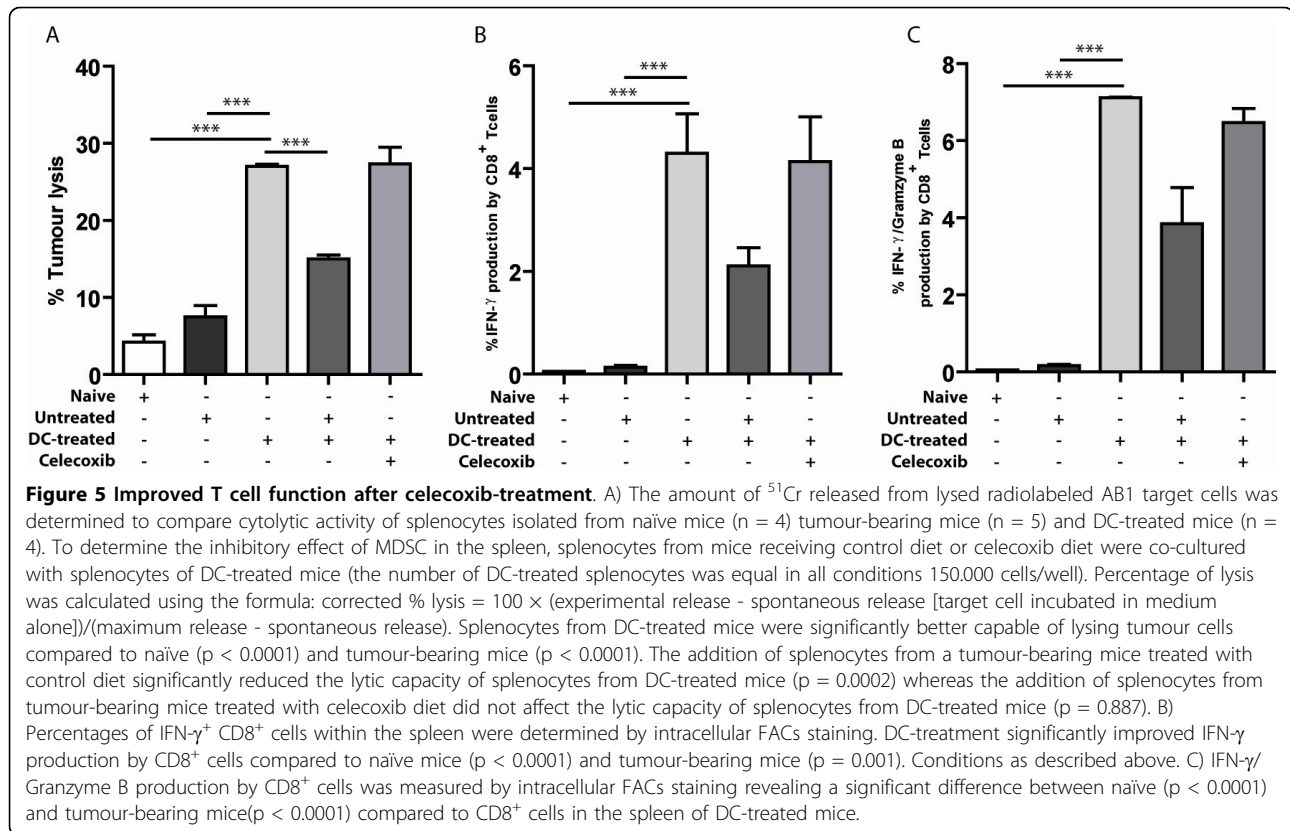 A
B
C
% Tumour lysis
40
30
20
10
0
***
***
***
Naive + - - - -
Untreated - + - + -
DC-treated - - + + +
Celecoxib - - - - +
%IFN-γ production by CD8+ Tcells
6
4
2
0
***
***
Naive + - - - -
Untreated - + - + -
DC-treated - - + + +
Celecoxib - - - - +
% IFN-γ/Gramzyme B
production by CD8+ Tcells
8
6
4
2
0
***
***
Naive + - - - -
Untreated - + - + -
DC-treated - - + + +
Celecoxib - - - - +
Figure 5 Improved T cell function after celecoxib-treatment. A) The amount of 51Cr released from lysed radiolabeled AB1 target cells was
determined to compare cytolytic activity of splenocytes isolated from naïve mice (n = 4) tumour-bearing mice (n = 5) and DC-treated mice (n =
4). To determine the inhibitory effect of MDSC in the spleen, splenocytes from mice receiving control diet or celecoxib diet were co-cultured
with splenocytes of DC-treated mice (the number of DC-treated splenocytes was equal in all conditions 150.000 cells/well). Percentage of lysis
was calculated using the formula: corrected % lysis = 100 × (experimental release - spontaneous release [target cell incubated in medium
alone])/(maximum release - spontaneous release). Splenocytes from DC-treated mice were significantly better capable of lysing tumour cells
compared to naïve (p < 0.0001) and tumour-bearing mice (p < 0.0001). The addition of splenocytes from a tumour-bearing mice treated with
control diet significantly reduced the lytic capacity of splenocytes from DC-treated mice (p = 0.0002) whereas the addition of splenocytes from
tumour-bearing mice treated with celecoxib diet did not affect the lytic capacity of splenocytes from DC-treated mice (p = 0.887). B)
Percentages of IFN-γ+ CD8+ cells within the spleen were determined by intracellular FACs staining. DC-treatment significantly improved IFN-γ
production by CD8+ cells compared to naïve mice (p < 0.0001) and tumour-bearing mice (p = 0.001). Conditions as described above. C) IFN-γ/
Granzyme B production by CD8+ cells was measured by intracellular FACs staining revealing a significant difference between naïve (p < 0.0001)
and tumour-bearing mice(p < 0.0001) compared to CD8+ cells in the spleen of DC-treated mice.